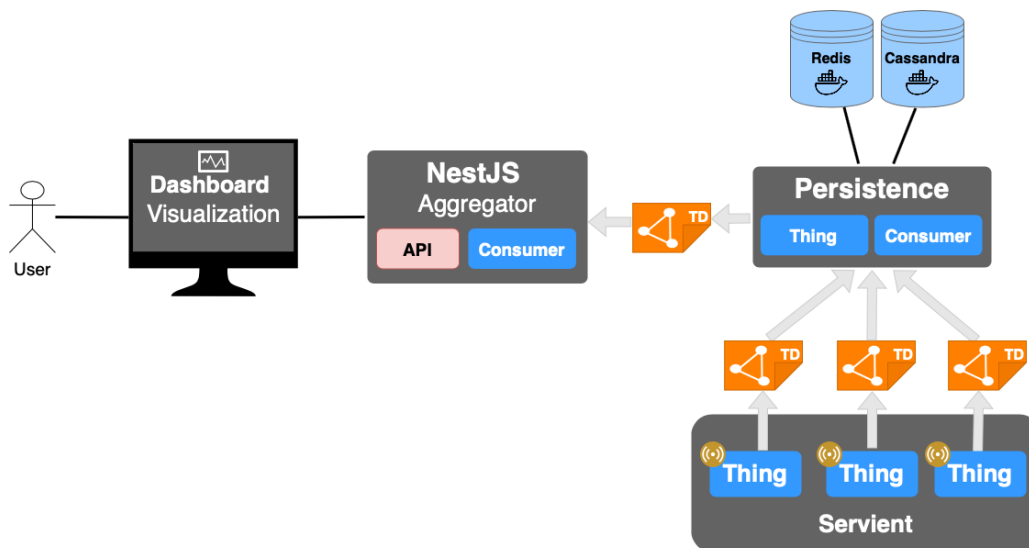 Redis
Cassandra
Dashboard
Visualization
NestJS
Aggregator
API
Consumer
TD
Persistence
Thing
Consumer
User
TD
TD
TD
Thing
Thing
Thing
Servient